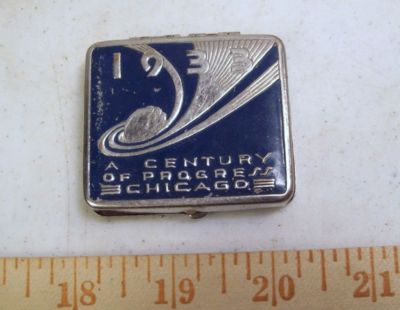 1933
A CENTURY
OF PROGRESS
CHICAGO
18 19 20 21